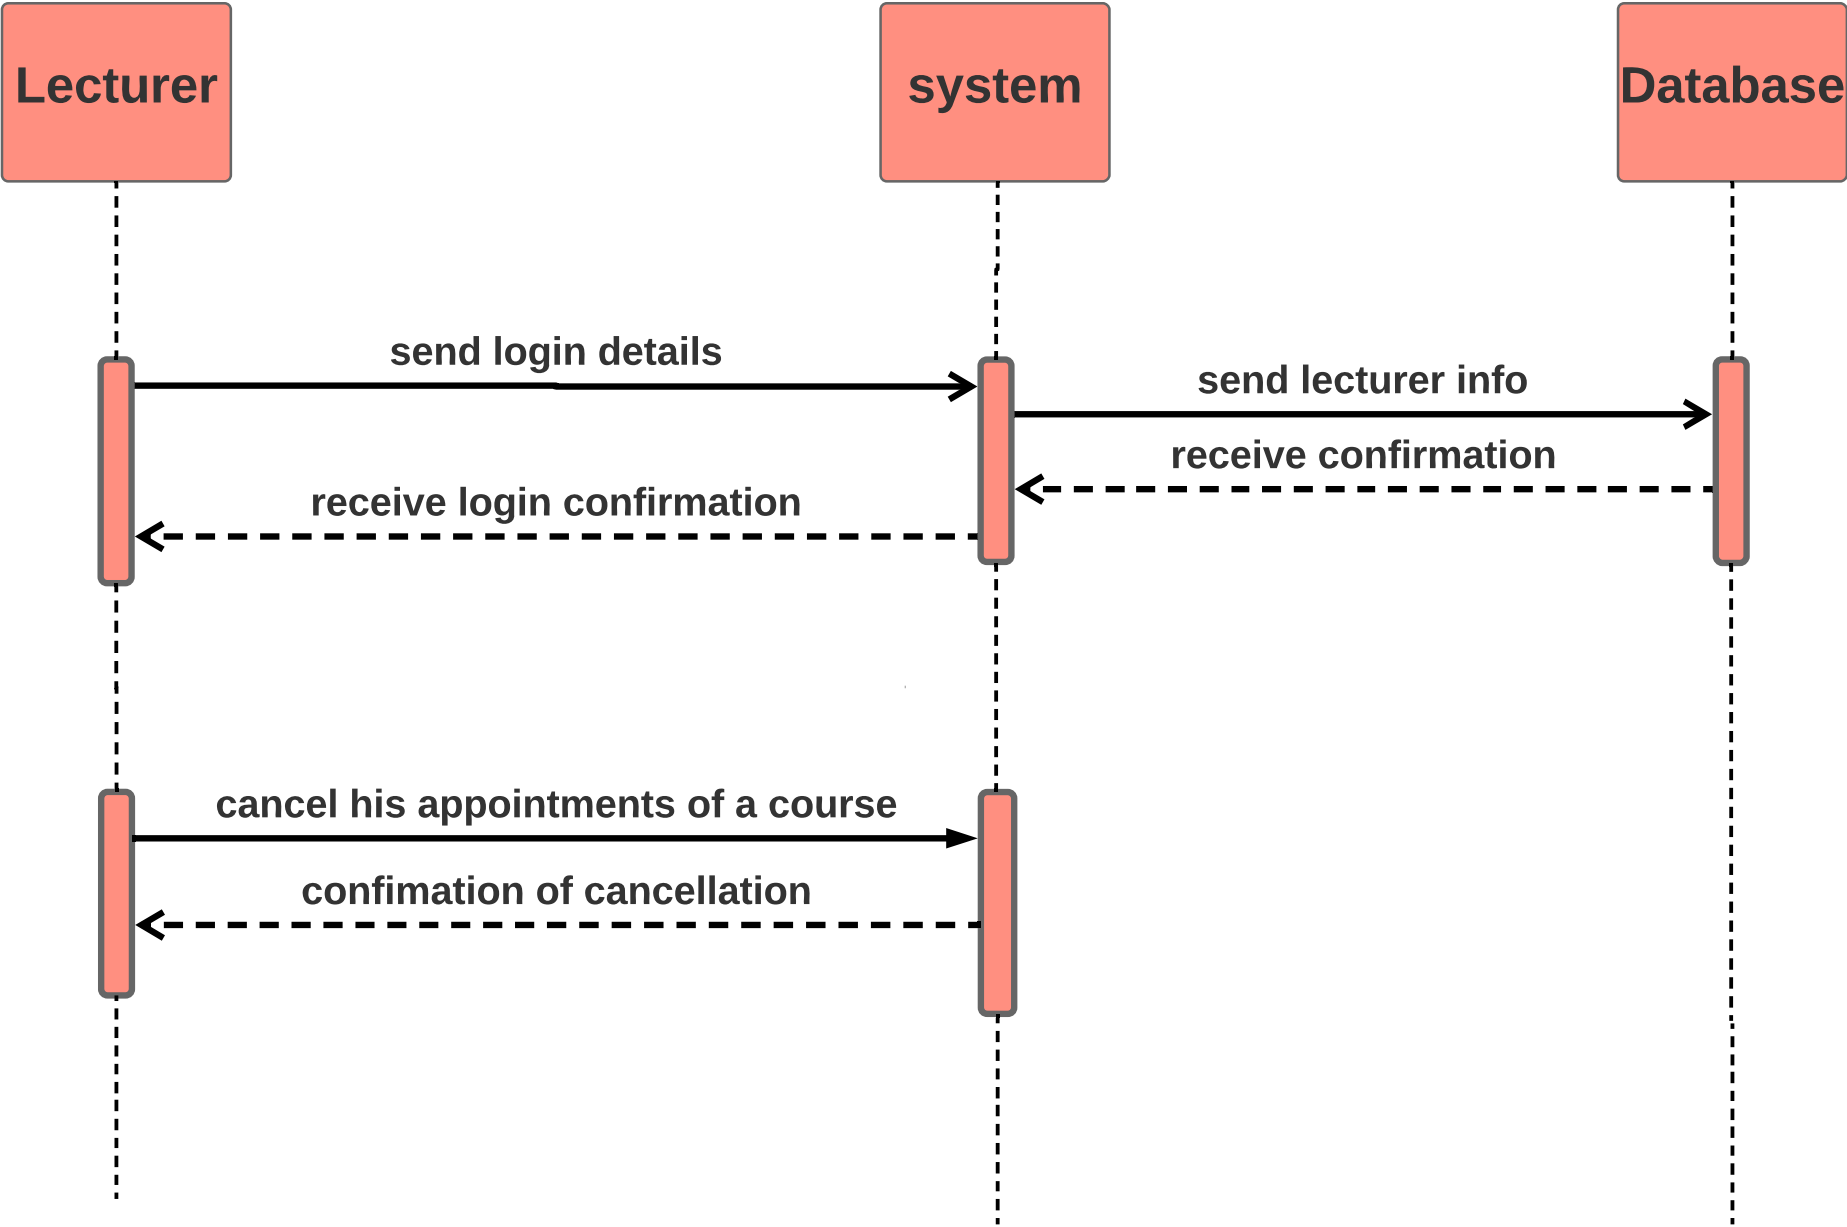 Lecturer
system
Database
send login details
send lecturer info
receive confirmation
receive login confirmation
cancel his appointments of a course
confimation of cancellation